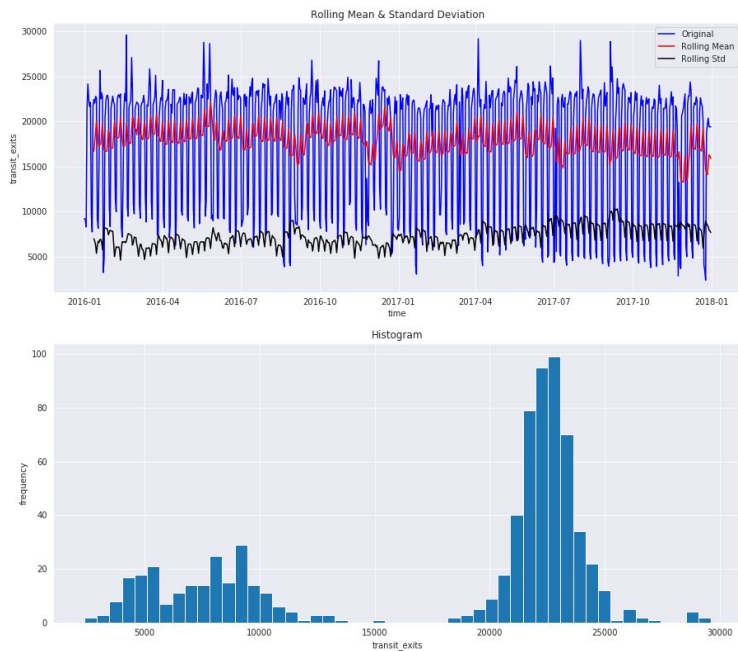 Rolling Mean & Standard Deviation
Original
Rolling Mean
Rolling Std
30000
25000
20000
15000
10000
5000
transit_exits
2016-01 2016-04 2016-07 2016-10 2017-01 2017-04 2017-07 2017-10 2018-01
time
Histogram
100
80
60
40
20
0
frequency
5000 10000 15000 20000 25000 30000
transit_exits